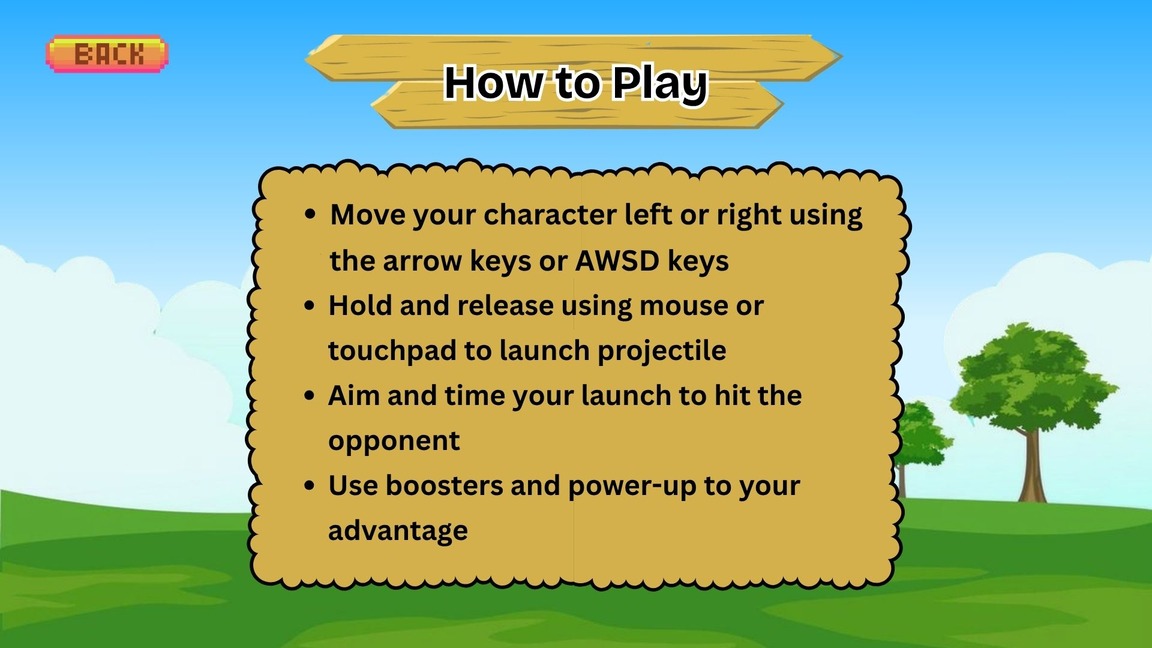 BACK
How to Play
• Move your character left or right using
the arrow keys or AWSD keys
• Hold and release using mouse or
touchpad to launch projectile
• Aim and time your launch to hit the
opponent
• Use boosters and power-up to your
advantage